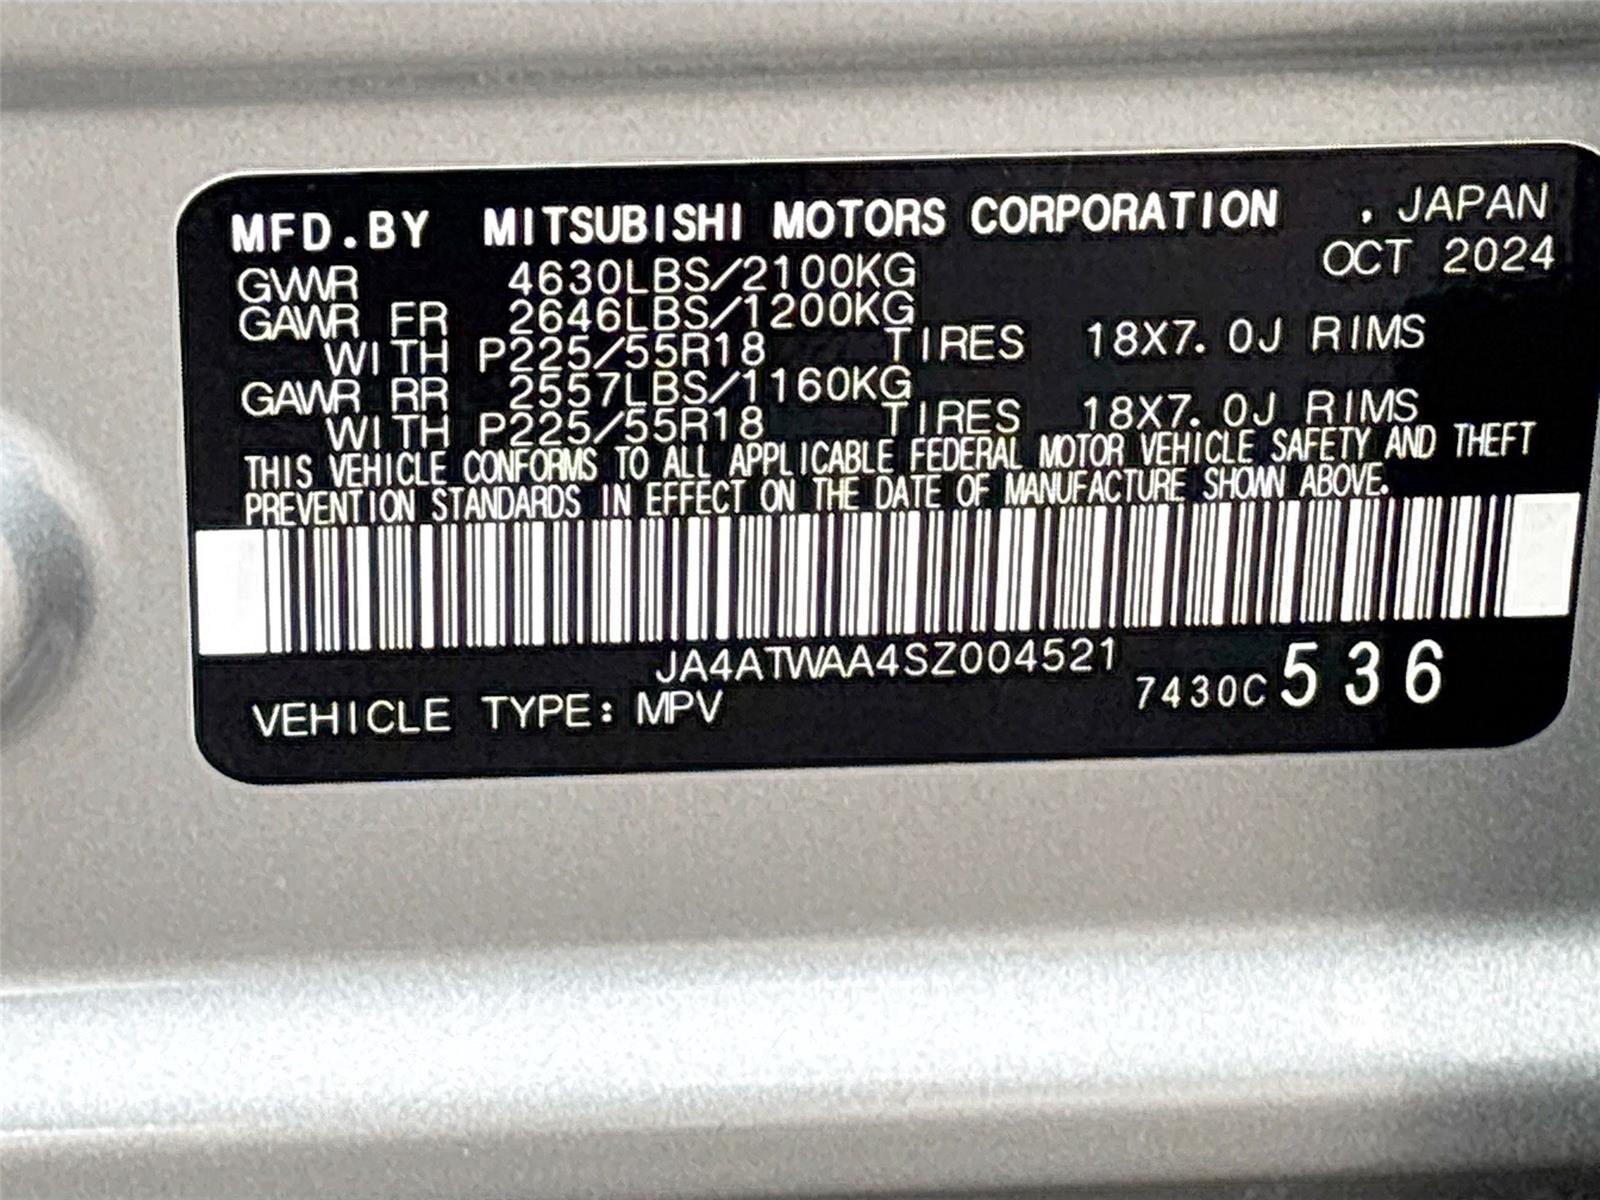 MFD.BY MITSUBISHI MOTORS CORPORATION . JAPAN
OCT 2024
GVWR 4630LBS/2100KG
GAWR FR 2646LBS/1200KG
WITH P225/55R18 TIRES 18X7.0J RIMS
GAWR RR 2557LBS/1160KG
WITH P225/55R18 TIRES 18X7.0J RIMS
THIS VEHICLE CONFORMS TO ALL APPLICABLE FEDERAL MOTOR VEHICLE SAFETY AND THEFT
PREVENTION STANDARDS IN EFFECT ON THE DATE OF MANUFACTURE SHOWN ABOVE.
JA4ATWAA4SZ004521
VEHICLE TYPE: MPV 7430C 536